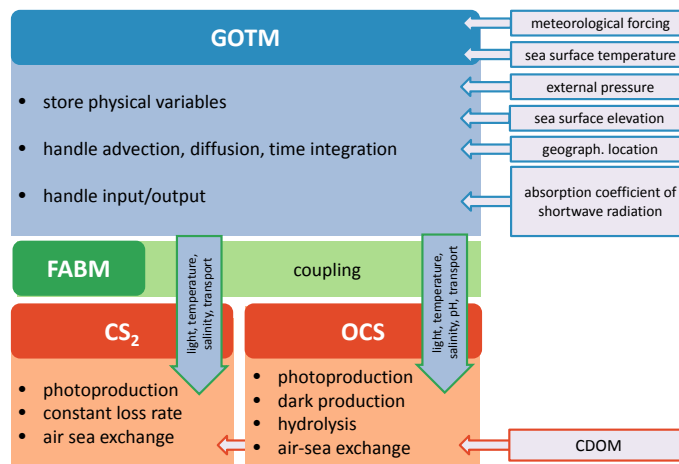 GOTM
• store physical variables
• handle advection, diffusion, time integration
• handle input/output
meteorological forcing
sea surface temperature
external pressure
sea surface elevation
geograph. location
absorption coefficient of
shortwave radiation
FABM
coupling
light, temperature,
salinity, transport
light, temperature,
salinity, pH, transport
CS₂
• photoproduction
• constant loss rate
• air sea exchange
OCS
• photoproduction
• dark production
• hydrolysis
• air-sea exchange
CDOM